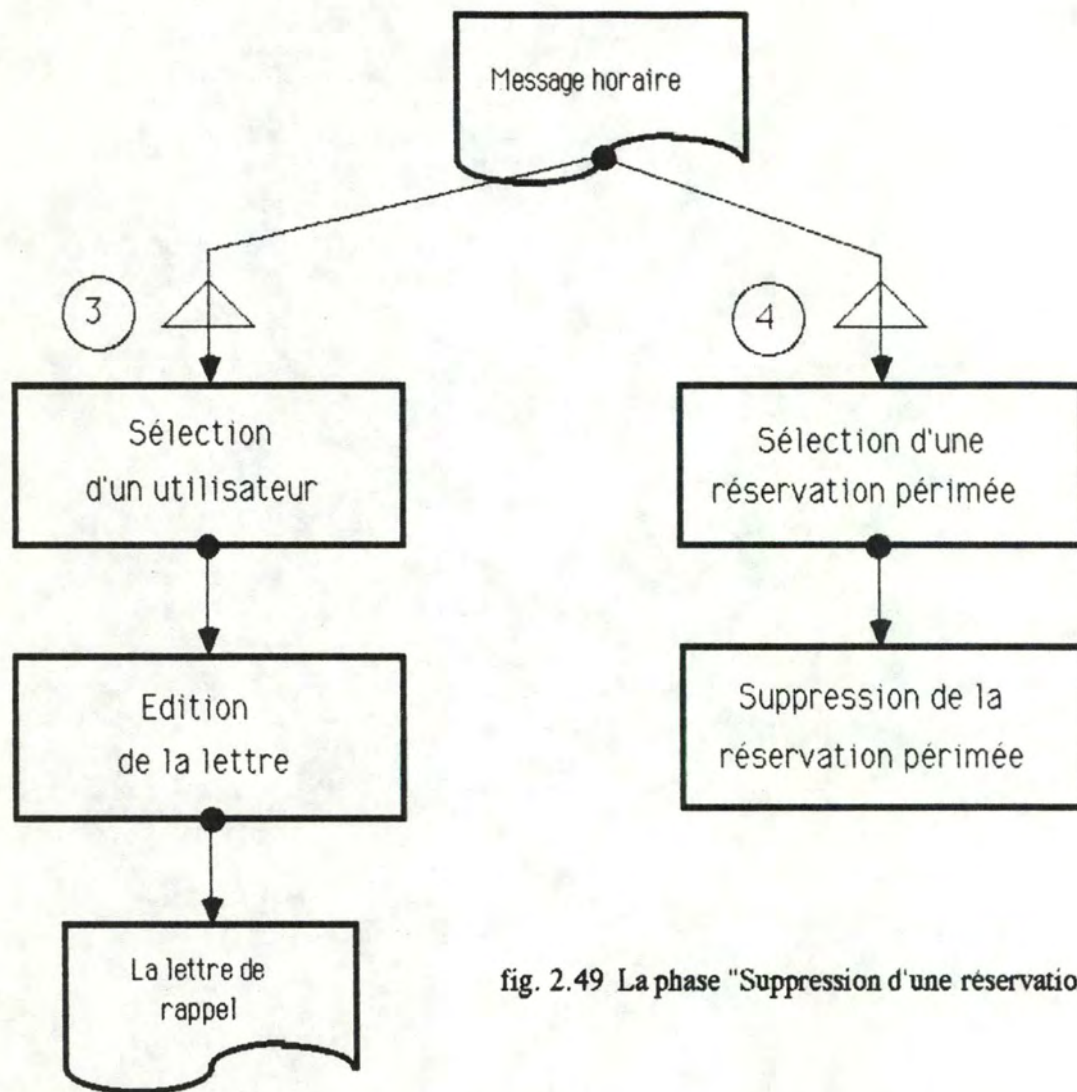 Message horaire
3
4
Sélection
d'un utilisateur
Sélection d'une
réservation périmée
Edition
de la lettre
Suppression de la
réservation périmée
La lettre de
rappel
fig. 2.49 La phase "Suppression d'une réservatio